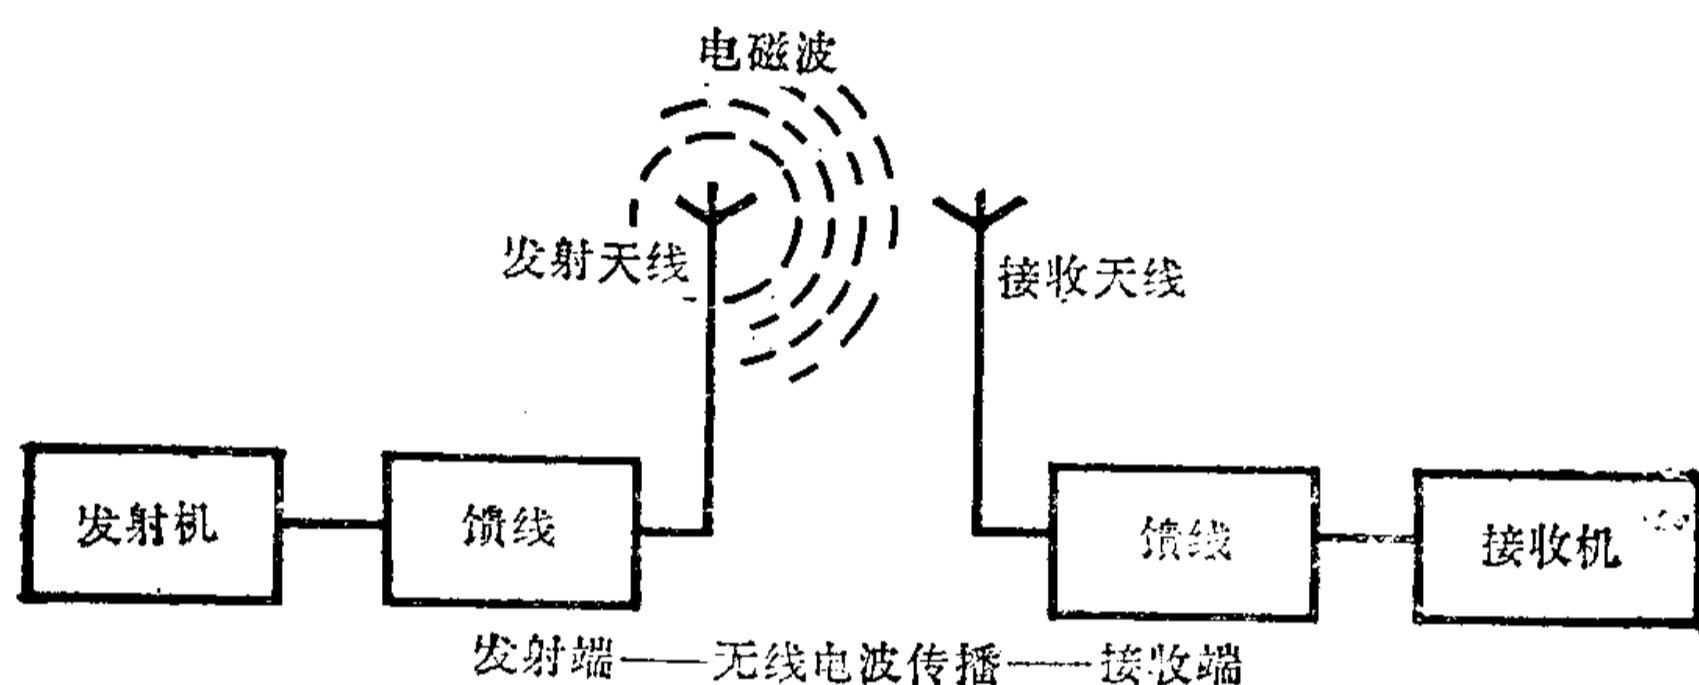 电磁波
发射天线
接收天线
发射机
馈线
馈线
接收机
发射端——无线电波传播——接收端